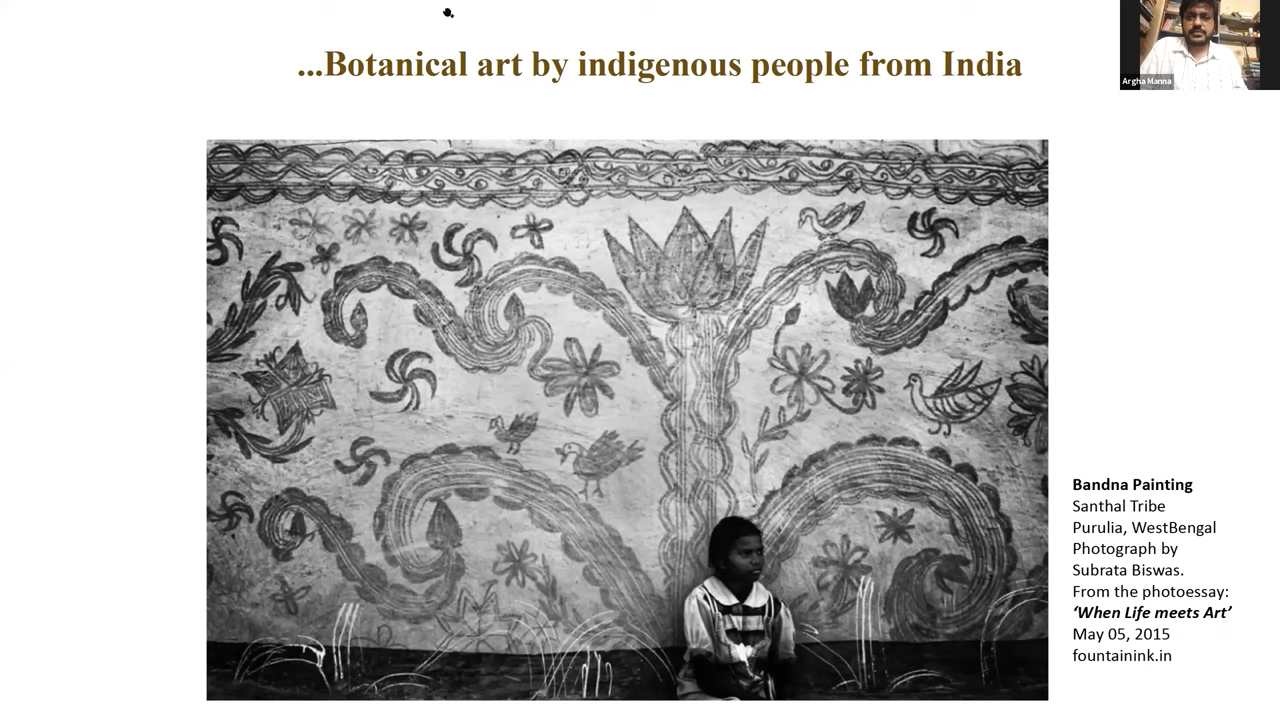 ...Botanical art by indigenous people from India
Argha Manna
Bandna Painting
Santhal Tribe
Purulia, WestBengal
Photograph by
Subrata Biswas.
From the photoessay:
‘When Life meets Art’
May 05, 2015
fountainink.in